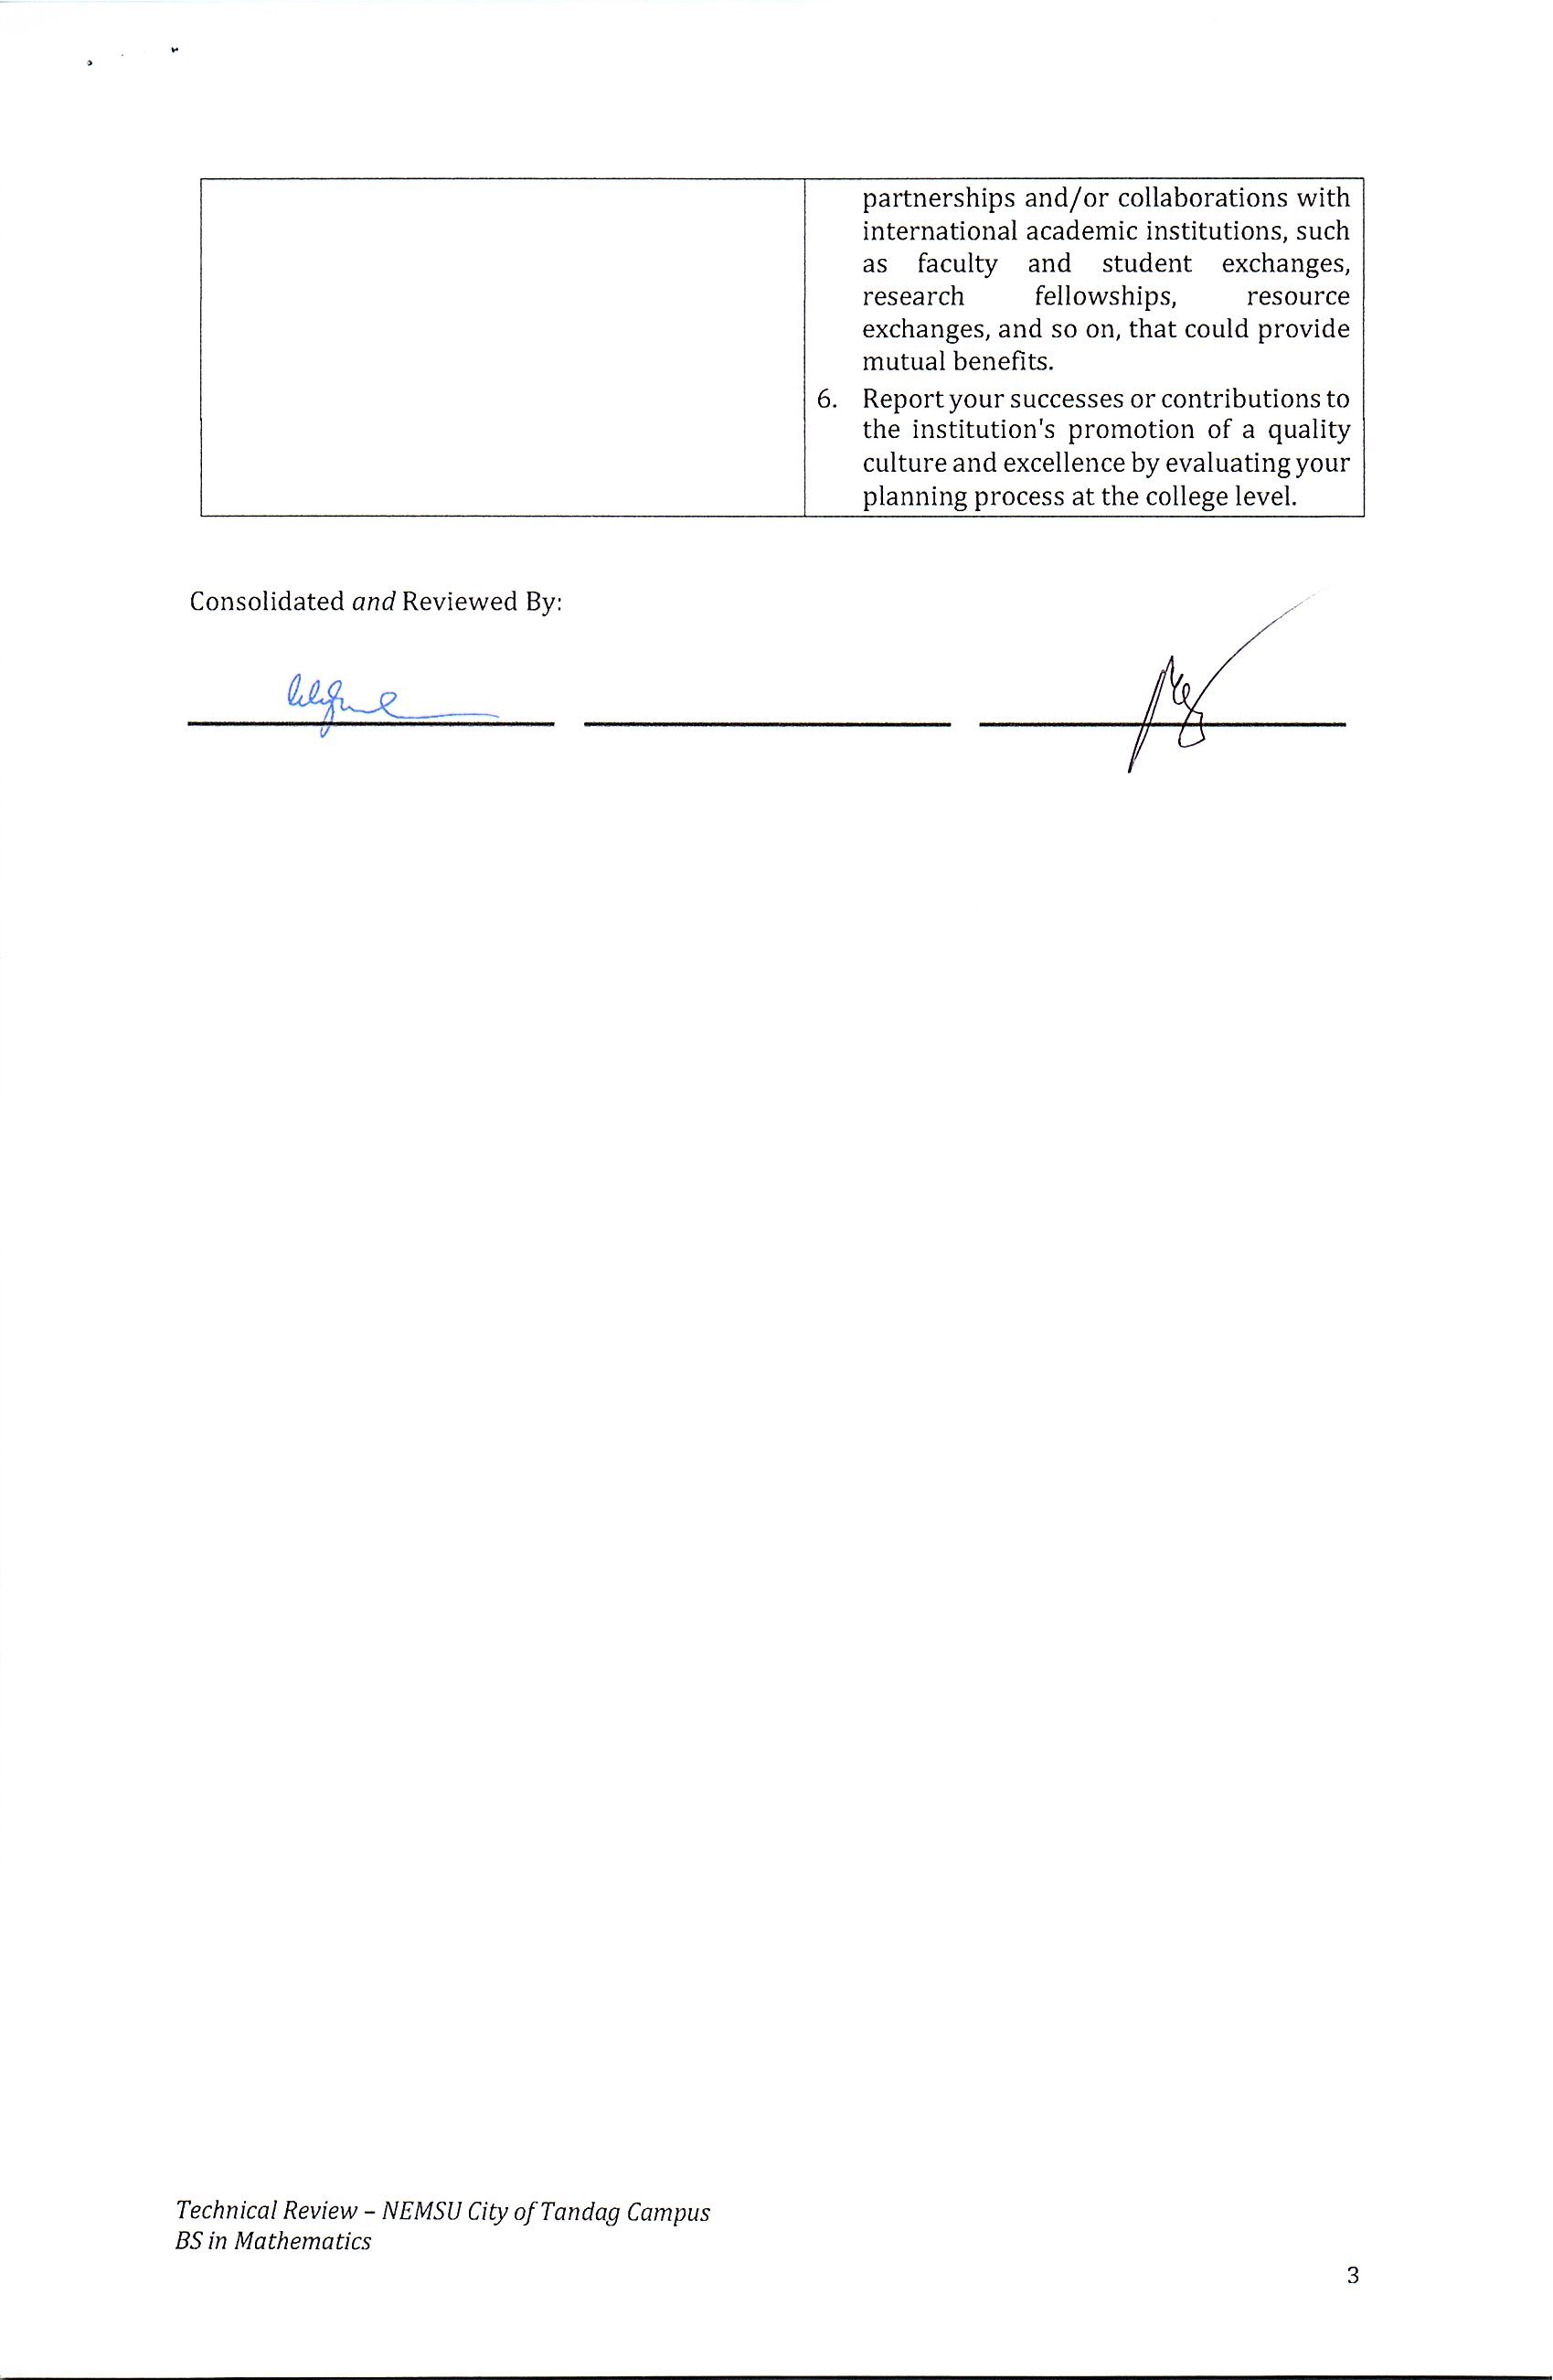 partnerships and/or collaborations with
international academic institutions, such
as faculty and student exchanges,
research fellowships, resource
exchanges, and so on, that could provide
mutual benefits.
6. Report your successes or contributions to
the institution's promotion of a quality
culture and excellence by evaluating your
planning process at the college level.
Consolidated and Reviewed By:
Technical Review – NEMSU City of Tandag Campus
BS in Mathematics
3